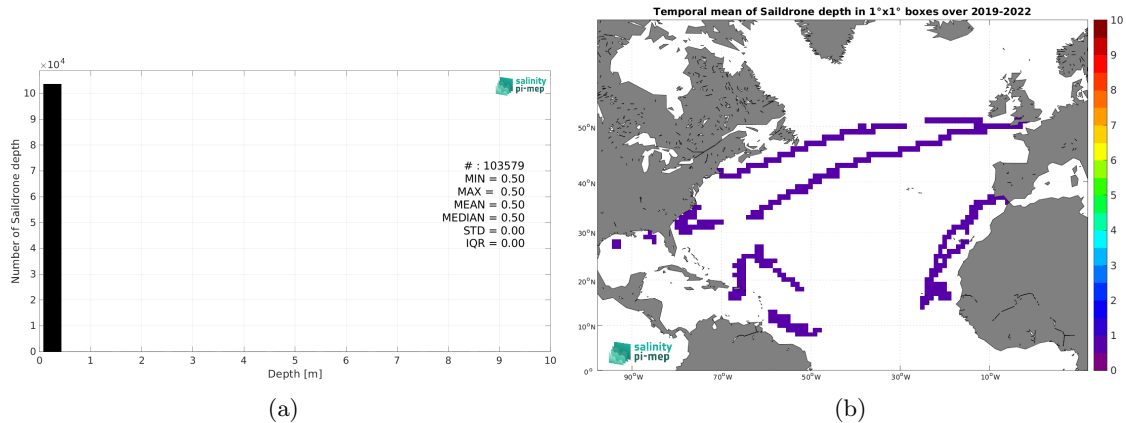 ×10⁴
Number of Saildrone depth
10
9
8
7
6
5
4
3
2
1
0
0 1 2 3 4 5 6 7 8 9 10
Depth [m]
salinity
pi-mep
# : 103579
MIN = 0.50
MAX = 0.50
MEAN = 0.50
MEDIAN = 0.50
STD = 0.00
IQR = 0.00
(a)
Temporal mean of Saildrone depth in 1°x1° boxes over 2019-2022
50°N
40°N
30°N
20°N
10°N
0°N
90°W 70°W 50°W 30°W 10°W
salinity
pi-mep
10
9
8
7
6
5
4
3
2
1
0
(b)